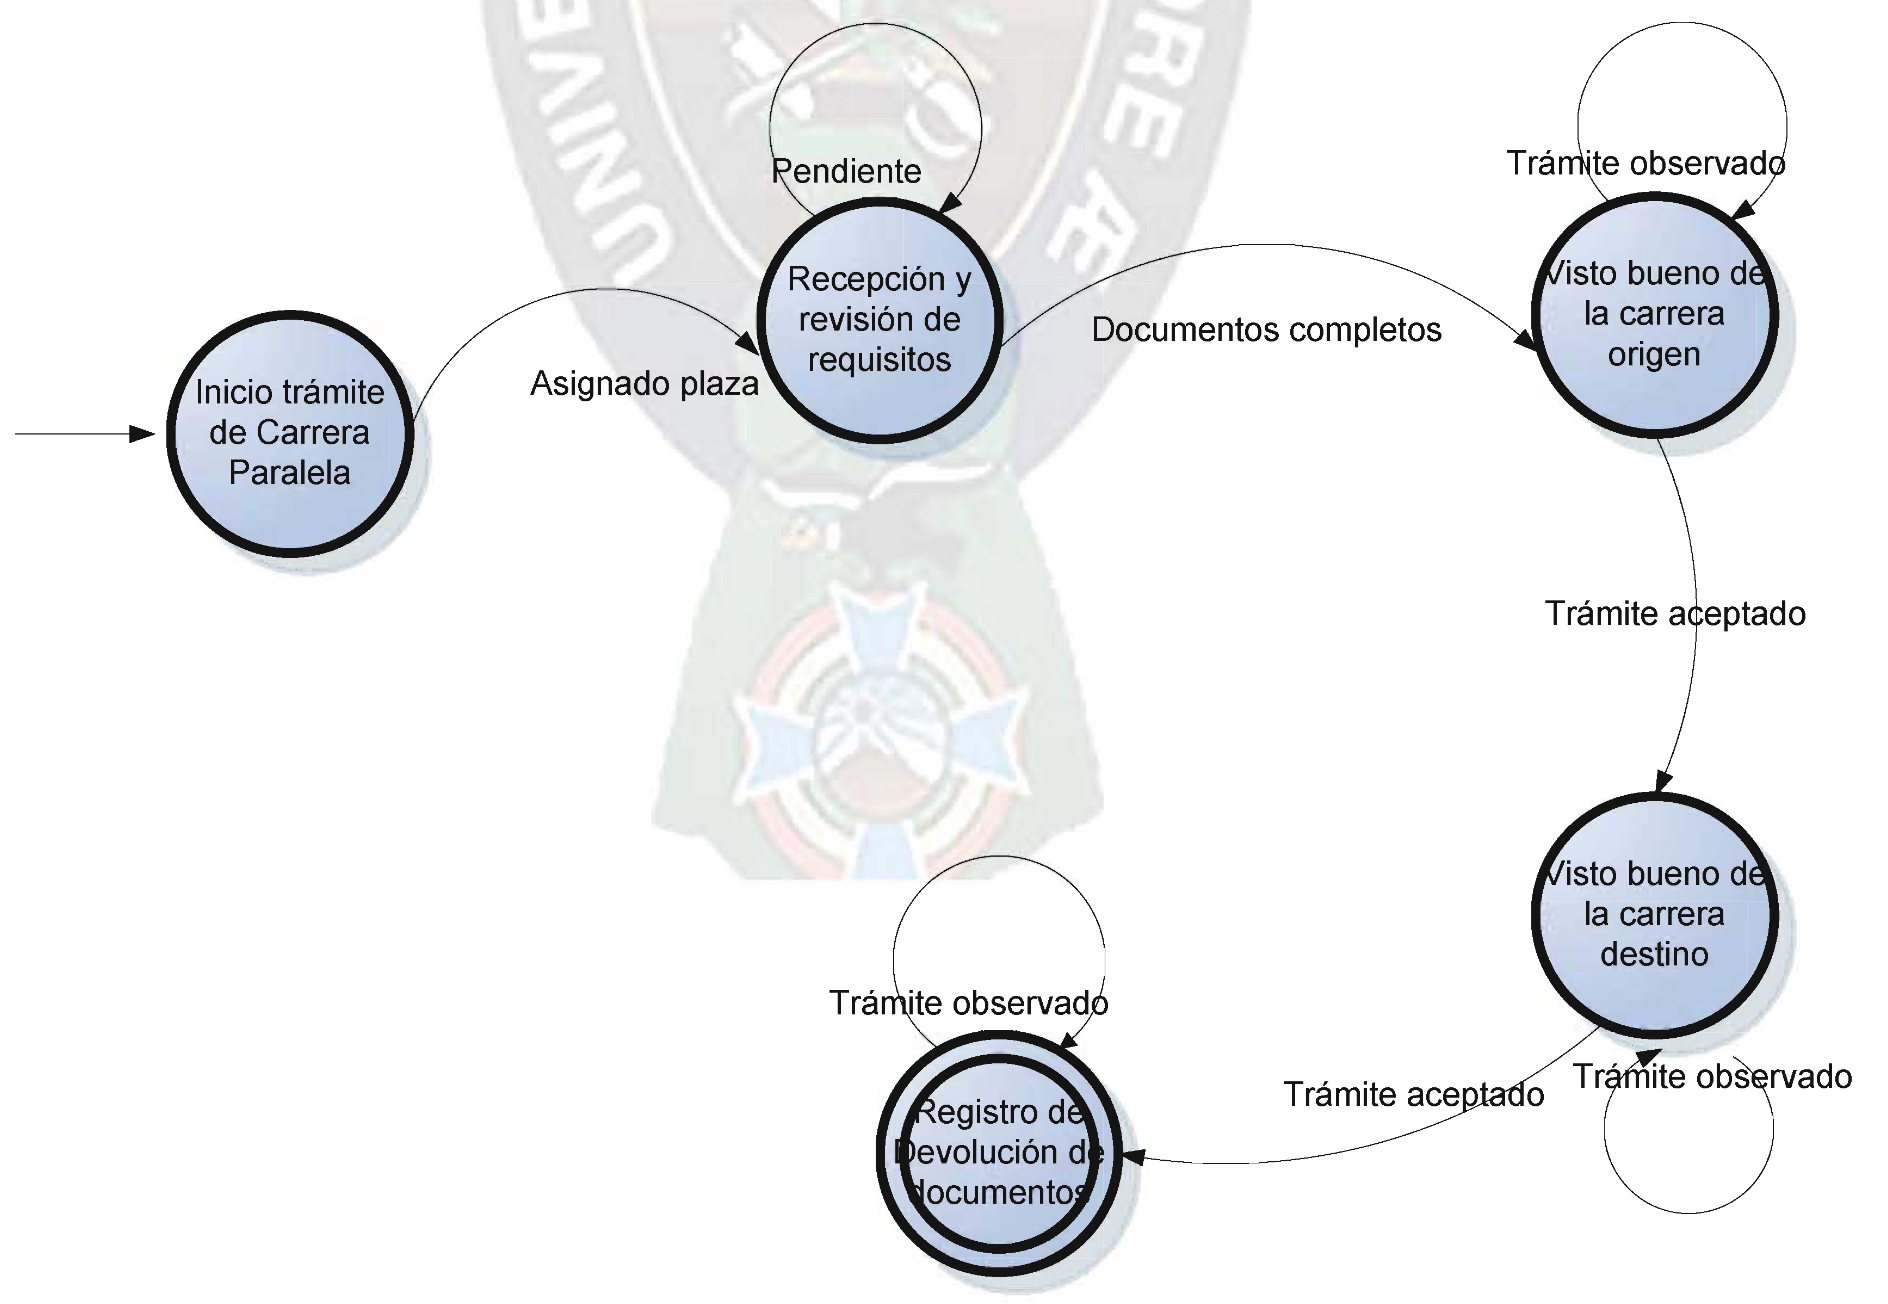 UNIVE
DRE Æ
Pendiente
Trámite observado
Recepción y
revisión de
requisitos
Visto bueno de
la carrera
origen
Documentos completos
Asignado plaza
Inicio trámite
de Carrera
Paralela
Trámite aceptado
Visto bueno de
la carrera
destino
Trámite observado
Trámite observado
Trámite aceptado
Registro de
Devolución de
documentos